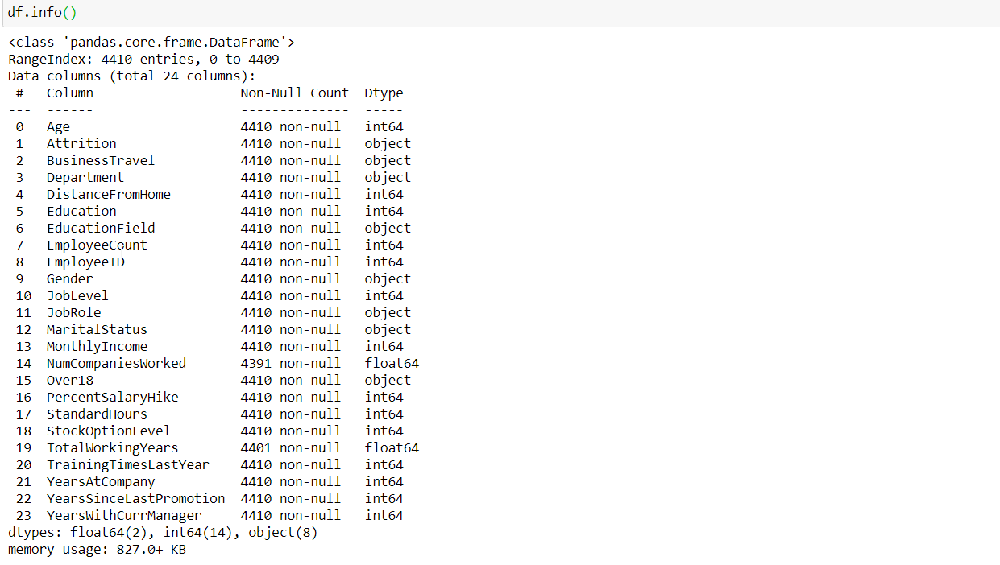 df.info()
<class 'pandas.core.frame.DataFrame'>
RangeIndex: 4410 entries, 0 to 4409
Data columns (total 24 columns):
 #   Column                   Non-Null Count  Dtype
---  ------                   --------------  -----
 0   Age                      4410 non-null   int64
 1   Attrition                4410 non-null   object
 2   BusinessTravel           4410 non-null   object
 3   Department               4410 non-null   object
 4   DistanceFromHome         4410 non-null   int64
 5   Education                4410 non-null   int64
 6   EducationField           4410 non-null   object
 7   EmployeeCount            4410 non-null   int64
 8   EmployeeID               4410 non-null   int64
 9   Gender                   4410 non-null   object
 10  JobLevel                 4410 non-null   int64
 11  JobRole                  4410 non-null   object
 12  MaritalStatus            4410 non-null   object
 13  MonthlyIncome            4410 non-null   int64
 14  NumCompaniesWorked       4391 non-null   float64
 15  Over18                   4410 non-null   object
 16  PercentSalaryHike        4410 non-null   int64
 17  StandardHours            4410 non-null   int64
 18  StockOptionLevel         4410 non-null   int64
 19  TotalWorkingYears        4401 non-null   float64
 20  TrainingTimesLastYear    4410 non-null   int64
 21  YearsAtCompany           4410 non-null   int64
 22  YearsSinceLastPromotion  4410 non-null   int64
 23  YearsWithCurrManager     4410 non-null   int64
dtypes: float64(2), int64(14), object(8)
memory usage: 827.0+ KB